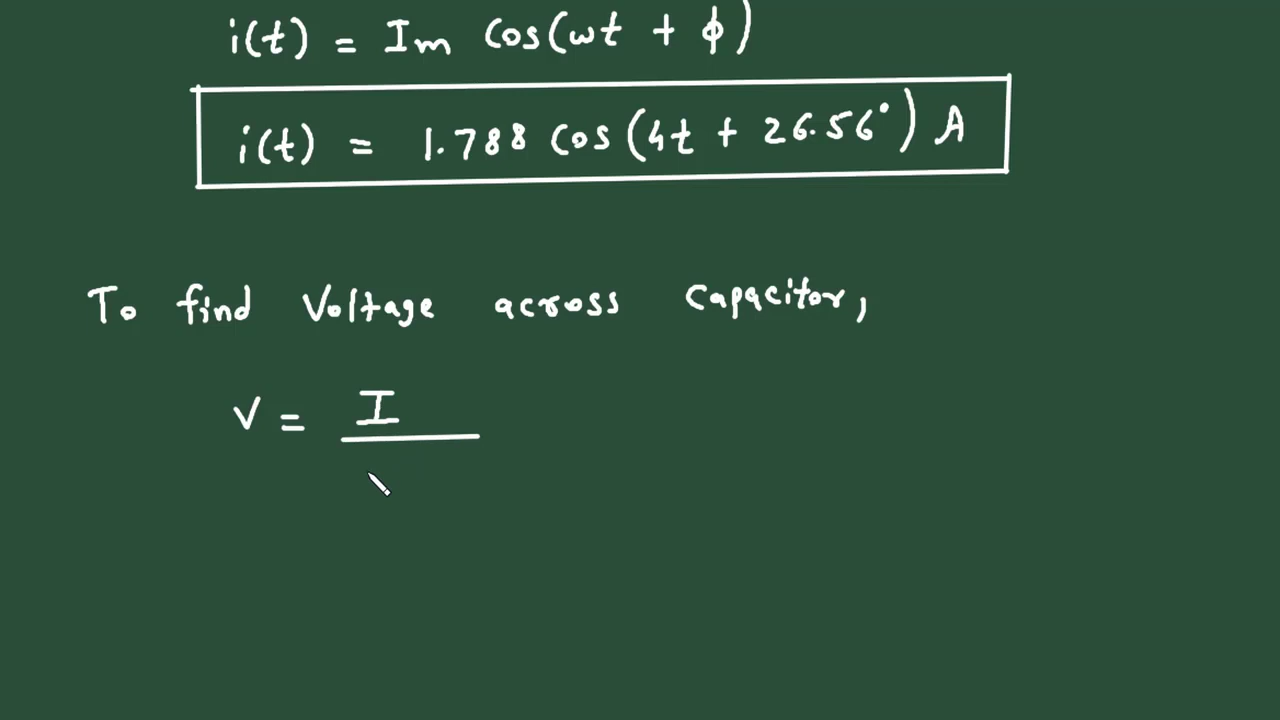 i(t) = Im cos(ωt + ϕ)
i(t) = 1.788 cos(4t + 26.56°) A
To find Voltage across capacitor,
V = I